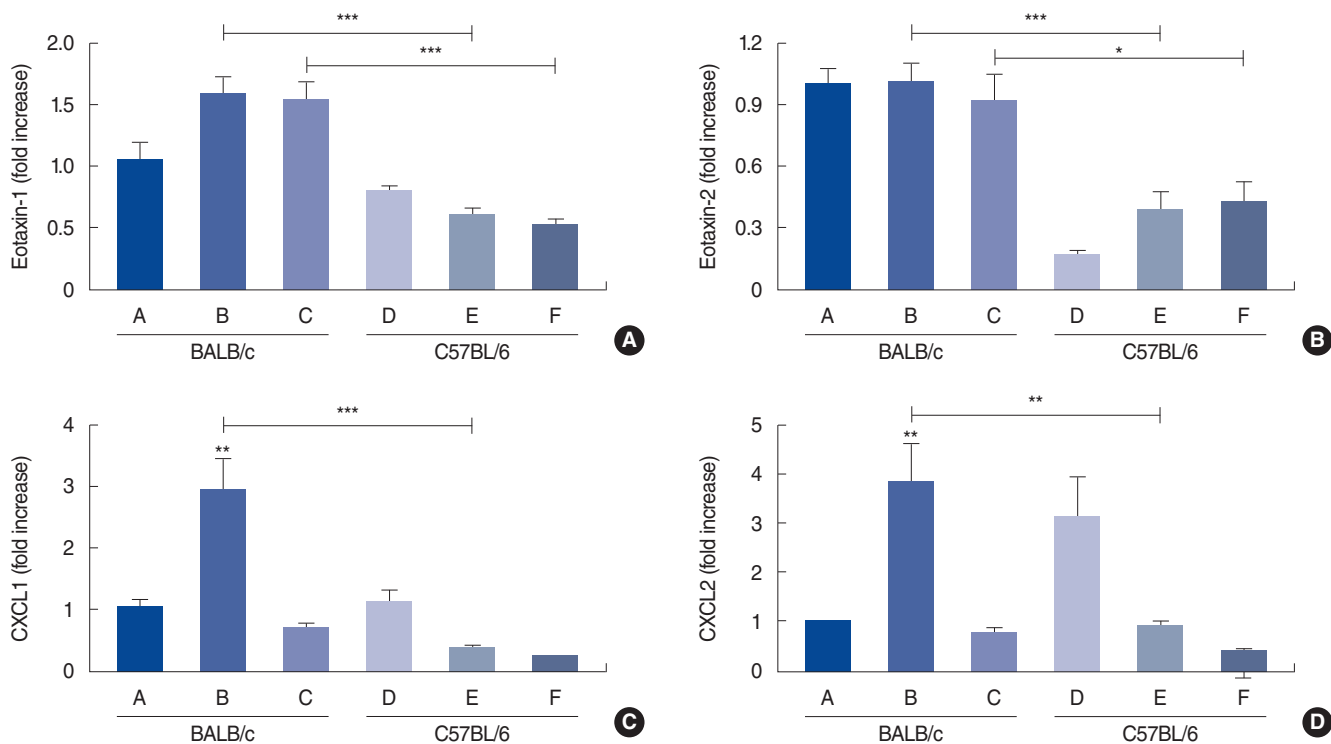 ***
***
Eotaxin-1 (fold increase)
2.0
1.5
1.0
0.5
0
A B C D E F
BALB/c C57BL/6
A
***
*
Eotaxin-2 (fold increase)
1.2
0.9
0.6
0.3
0
A B C D E F
BALB/c C57BL/6
B
***
**
CXCL1 (fold increase)
4
3
2
1
0
A B C D E F
BALB/c C57BL/6
C
**
**
CXCL2 (fold increase)
5
4
3
2
1
0
A B C D E F
BALB/c C57BL/6
D